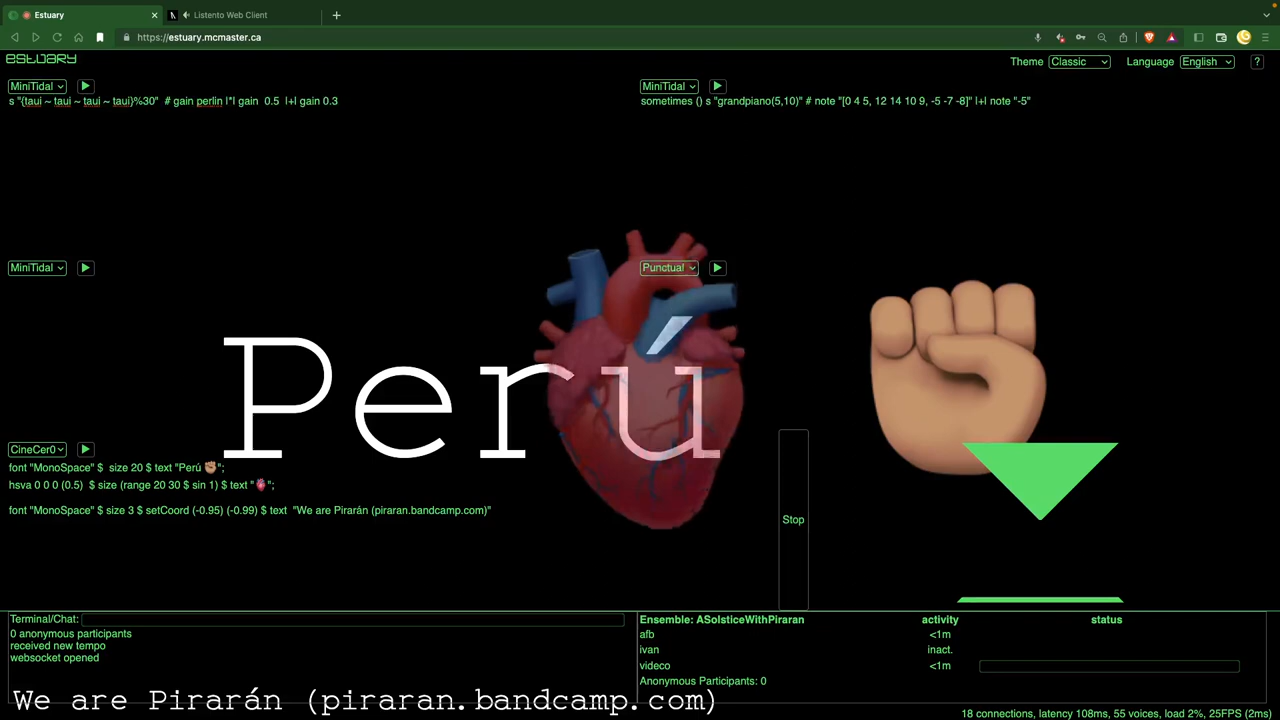 Estuary
Listento Web Client
https://estuary.mcmaster.ca
estuary
Theme Classic Language English ?
MiniTidal
s "{taui ~ taui ~ taui ~ taui}%30" # gain perlin |*| gain 0.5 |+| gain 0.3
MiniTidal
sometimes () s "grandpiano(5,10)" # note "[0 4 5, 12 14 10 9, -5 -7 -8]" |+| note "-5"
MiniTidal
Punctual
Perú
CineCer0
font "MonoSpace" $ size 20 $ text "Perú ✊🏽";
hsva 0 0 0 (0.5) $ size (range 20 30 $ sin 1) $ text "🫀";
font "MonoSpace" $ size 3 $ setCoord (-0.95) (-0.99) $ text "We are Pirarán (piraran.bandcamp.com)"
Stop
Terminal/Chat:
0 anonymous participants
received new tempo
websocket opened
Ensemble: ASolsticeWithPiraran activity status
afb <1m
ivan inact.
videco <1m
Anonymous Participants: 0
We are Pirarán (piraran.bandcamp.com)
18 connections, latency 108ms, 55 voices, load 2%, 25FPS (2ms)